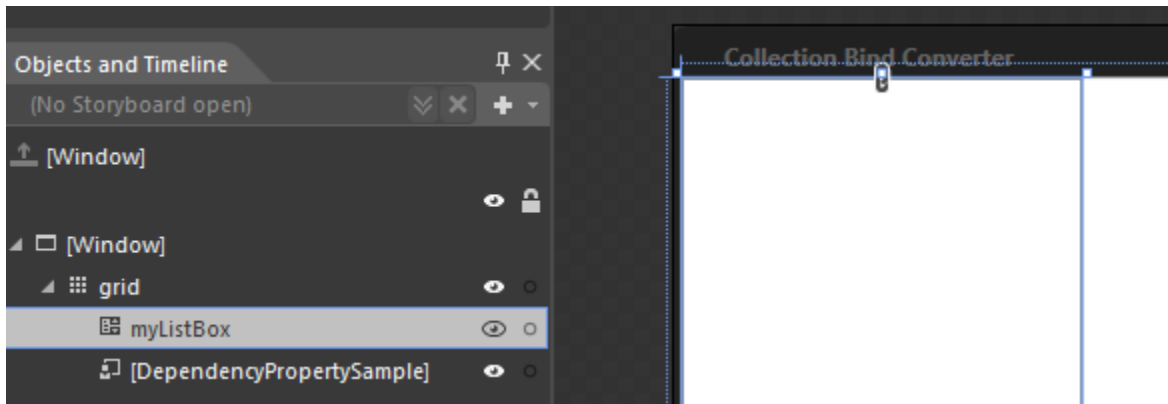 Objects and Timeline
(No Storyboard open)
[Window]
[Window]
grid
myListBox
[DependencyPropertySample]
Collection Bind Converter